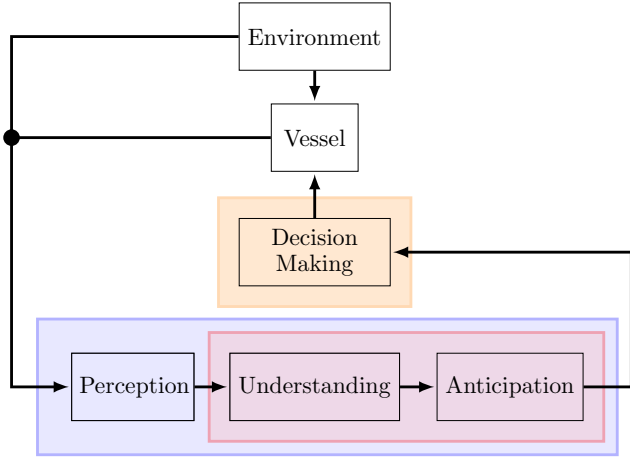 Environment
Vessel
Decision
Making
Perception
Understanding
Anticipation